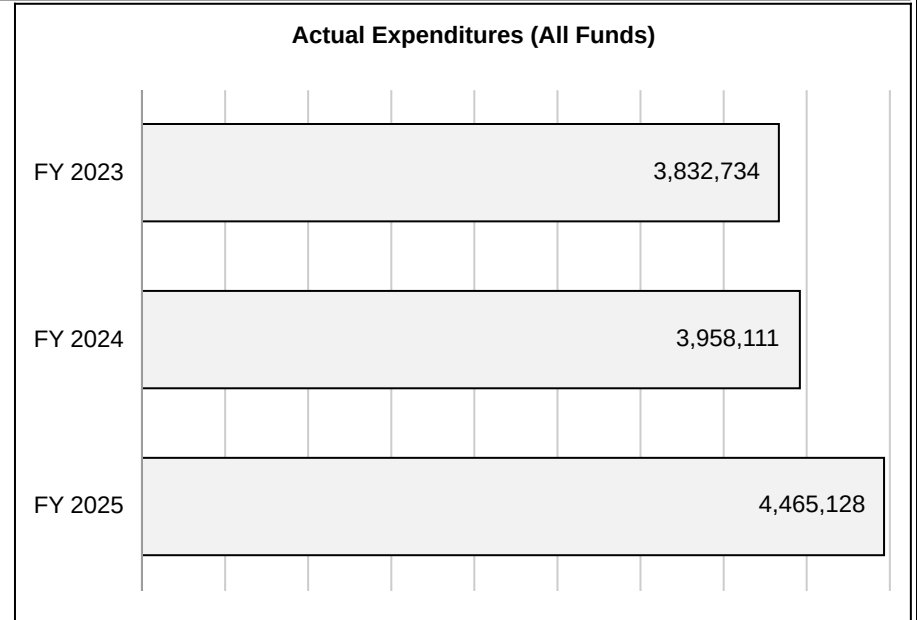 Actual Expenditures (All Funds)
FY 2023 3,832,734
FY 2024 3,958,111
FY 2025 4,465,128